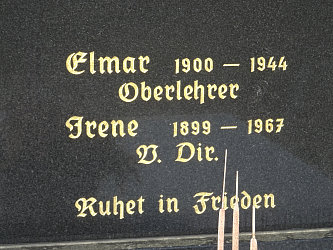 Elmar 1900 – 1944
Oberlehrer
Irene 1899 – 1967
V. Dir.
Ruhet in Frieden